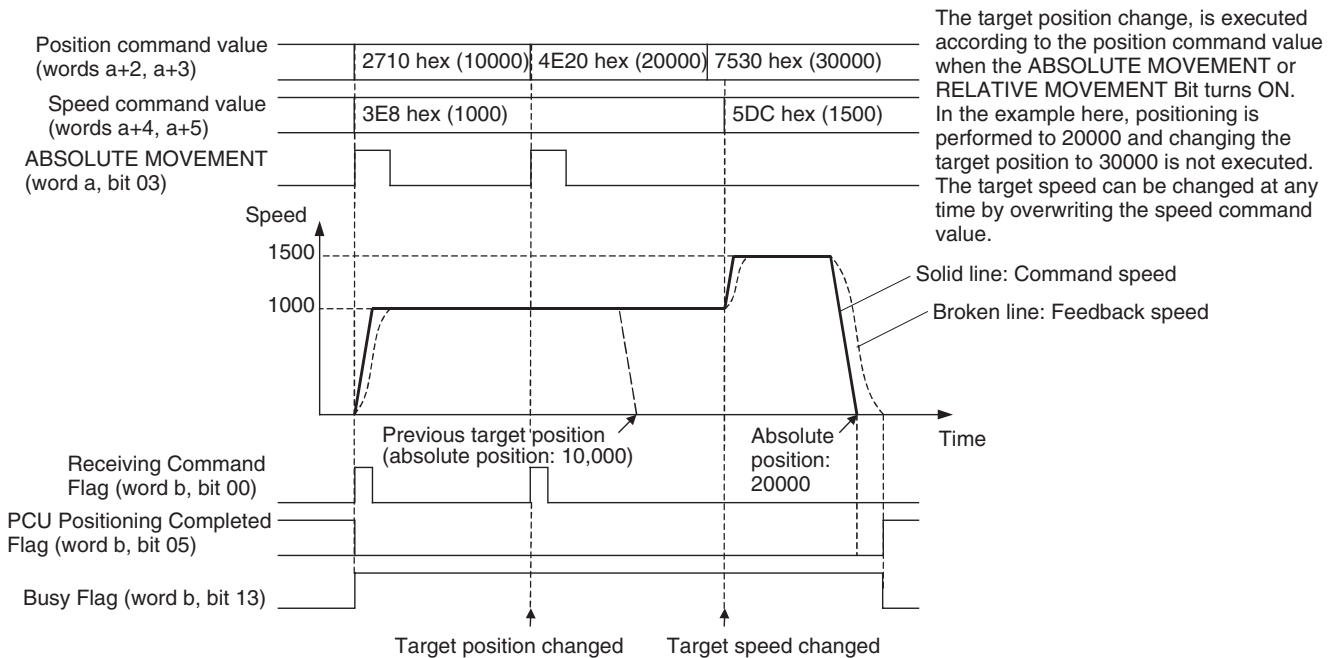 Position command value
(words a+2, a+3)
2710 hex (10000)
4E20 hex (20000)
7530 hex (30000)
Speed command value
(words a+4, a+5)
3E8 hex (1000)
5DC hex (1500)
ABSOLUTE MOVEMENT
(word a, bit 03)
The target position change, is executed
according to the position command value
when the ABSOLUTE MOVEMENT or
RELATIVE MOVEMENT Bit turns ON.
In the example here, positioning is
performed to 20000 and changing the
target position to 30000 is not executed.
The target speed can be changed at any
time by overwriting the speed command
value.
Speed
1500
1000
Solid line: Command speed
Broken line: Feedback speed
Previous target position
(absolute position: 10,000)
Absolute
position:
20000
Time
Receiving Command
Flag (word b, bit 00)
PCU Positioning Completed
Flag (word b, bit 05)
Busy Flag (word b, bit 13)
Target position changed
Target speed changed